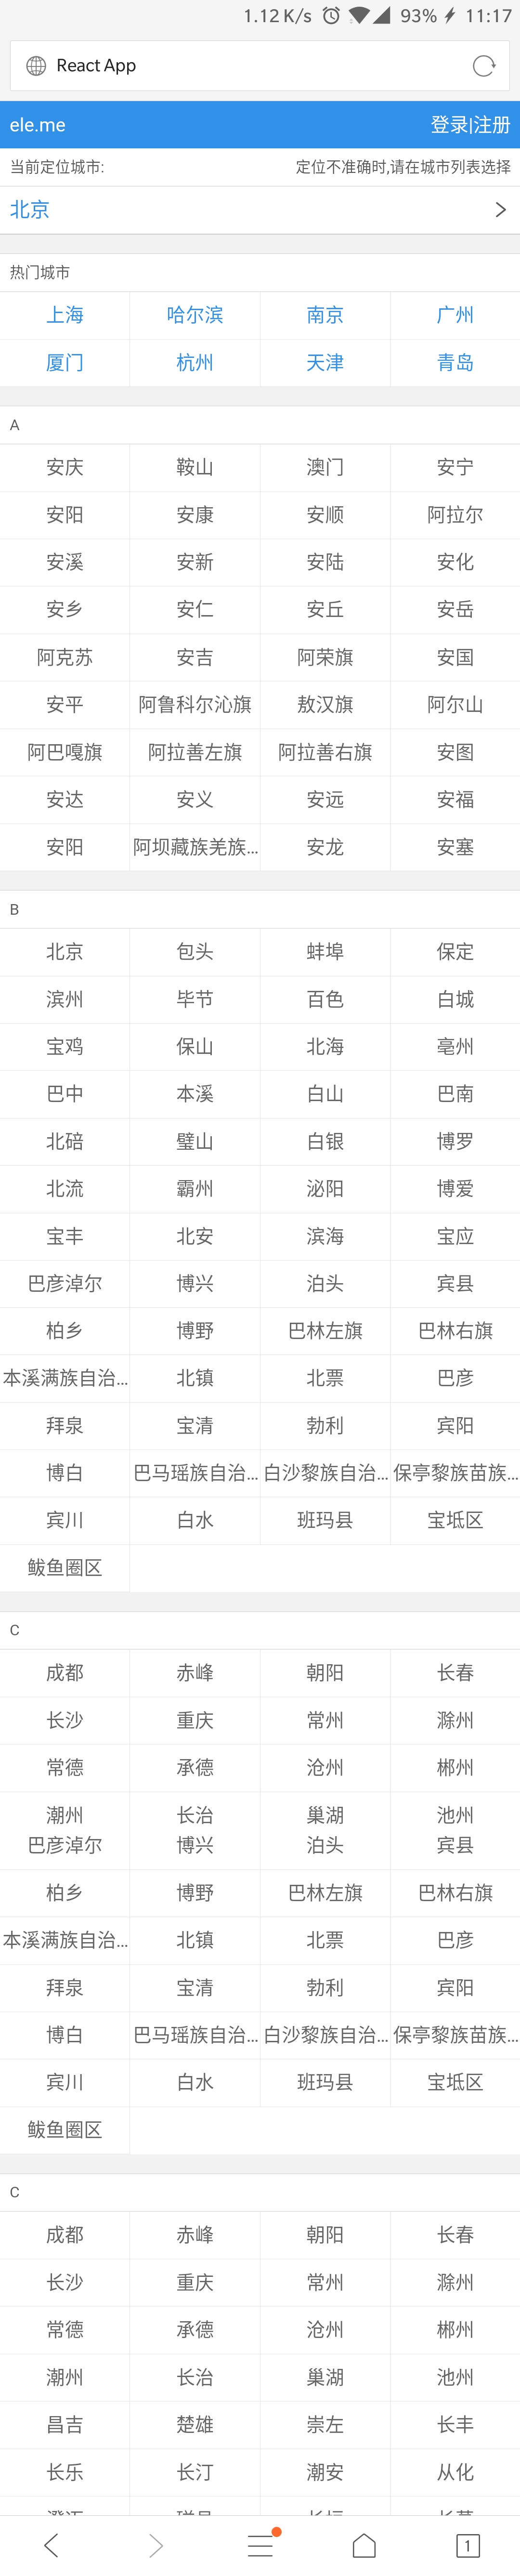 1.12 K/s 93% 11:17
React App
ele.me 登录|注册
当前定位城市: 定位不准确时,请在城市列表选择
北京
热门城市
上海 哈尔滨 南京 广州
厦门 杭州 天津 青岛
A
安庆 鞍山 澳门 安宁
安阳 安康 安顺 阿拉尔
安溪 安新 安陆 安化
安乡 安仁 安丘 安岳
阿克苏 安吉 阿荣旗 安国
安平 阿鲁科尔沁旗 敖汉旗 阿尔山
阿巴嘎旗 阿拉善左旗 阿拉善右旗 安图
安达 安义 安远 安福
安阳 阿坝藏族羌族... 安龙 安塞
B
北京 包头 蚌埠 保定
滨州 毕节 百色 白城
宝鸡 保山 北海 亳州
巴中 本溪 白山 巴南
北碚 璧山 白银 博罗
北流 霸州 泌阳 博爱
宝丰 北安 滨海 宝应
巴彦淖尔 博兴 泊头 宾县
柏乡 博野 巴林左旗 巴林右旗
本溪满族自治... 北镇 北票 巴彦
拜泉 宝清 勃利 宾阳
博白 巴马瑶族自治... 白沙黎族自治... 保亭黎族苗族...
宾川 白水 班玛县 宝坻区
鲅鱼圈区
C
成都 赤峰 朝阳 长春
长沙 重庆 常州 滁州
常德 承德 沧州 郴州
潮州 长治 巢湖 池州
巴彦淖尔 博兴 泊头 宾县
柏乡 博野 巴林左旗 巴林右旗
本溪满族自治... 北镇 北票 巴彦
拜泉 宝清 勃利 宾阳
博白 巴马瑶族自治... 白沙黎族自治... 保亭黎族苗族...
宾川 白水 班玛县 宝坻区
鲅鱼圈区
C
成都 赤峰 朝阳 长春
长沙 重庆 常州 滁州
常德 承德 沧州 郴州
潮州 长治 巢湖 池州
昌吉 楚雄 崇左 长丰
长乐 长汀 潮安 从化
1